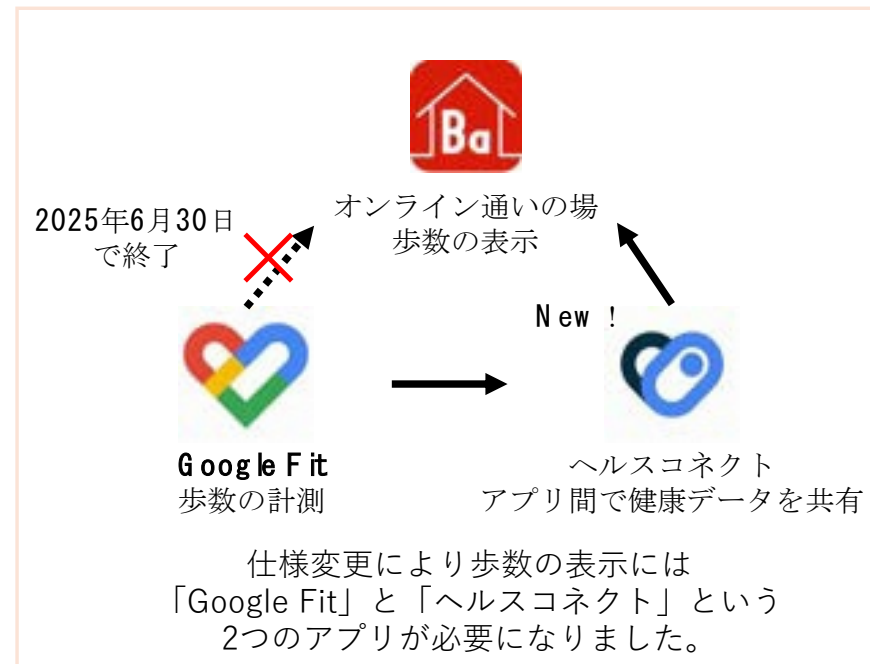 Ba
オンライン通いの場
歩数の表示
2025年6月30日
で終了
New！
Google Fit
歩数の計測
ヘルスコネクト
アプリ間で健康データを共有
仕様変更により歩数の表示には
「Google Fit」と「ヘルスコネクト」という
2つのアプリが必要になりました。